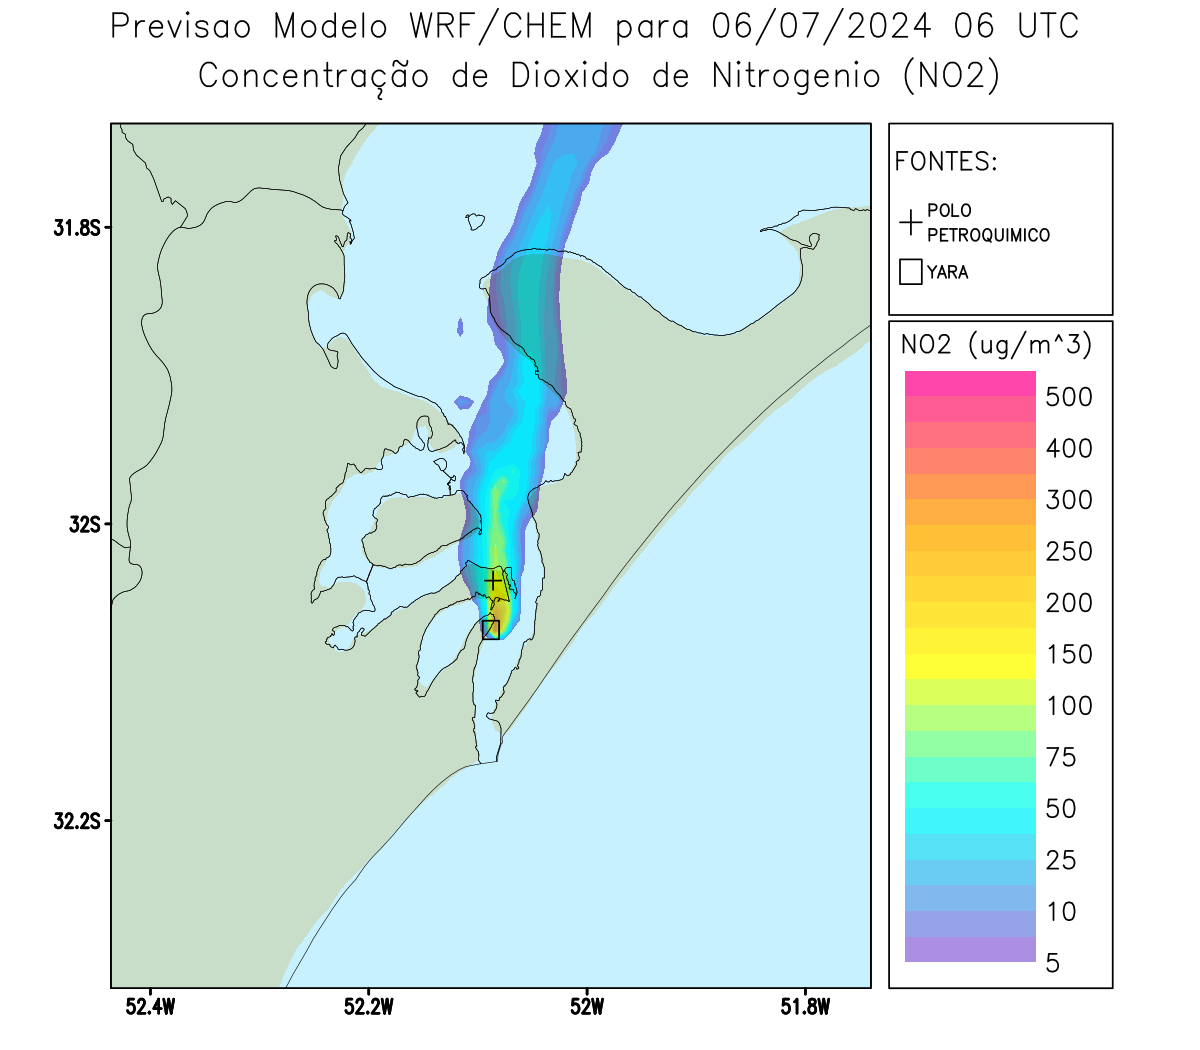 Previsao Modelo WRF/CHEM para 06/07/2024 06 UTC
Concentração de Dioxido de Nitrogenio (NO2)
FONTES:
POLO
PETROQUIMICO
YARA
NO2 (ug/m^3)
500
400
300
250
200
150
100
75
50
25
10
5
31.8S
32S
32.2S
52.4W
52.2W
52W
51.8W